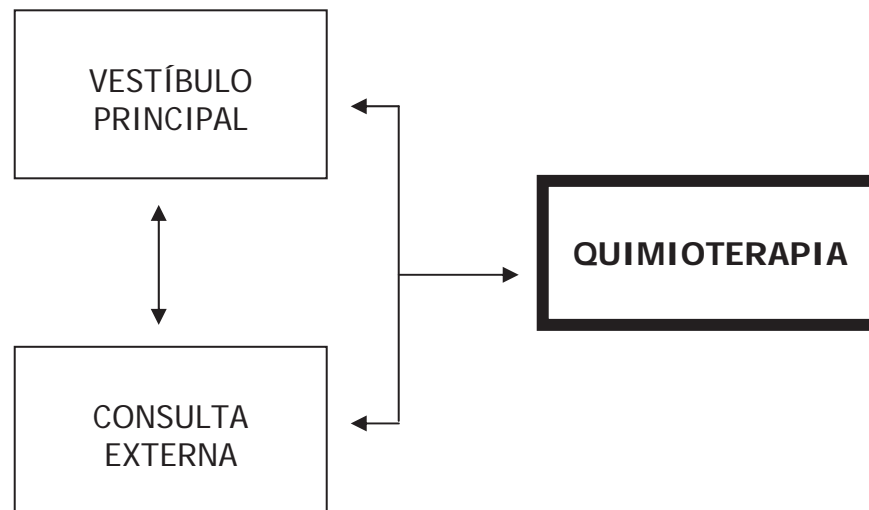 VESTÍBULO
PRINCIPAL
QUIMIOTERAPIA
CONSULTA
EXTERNA